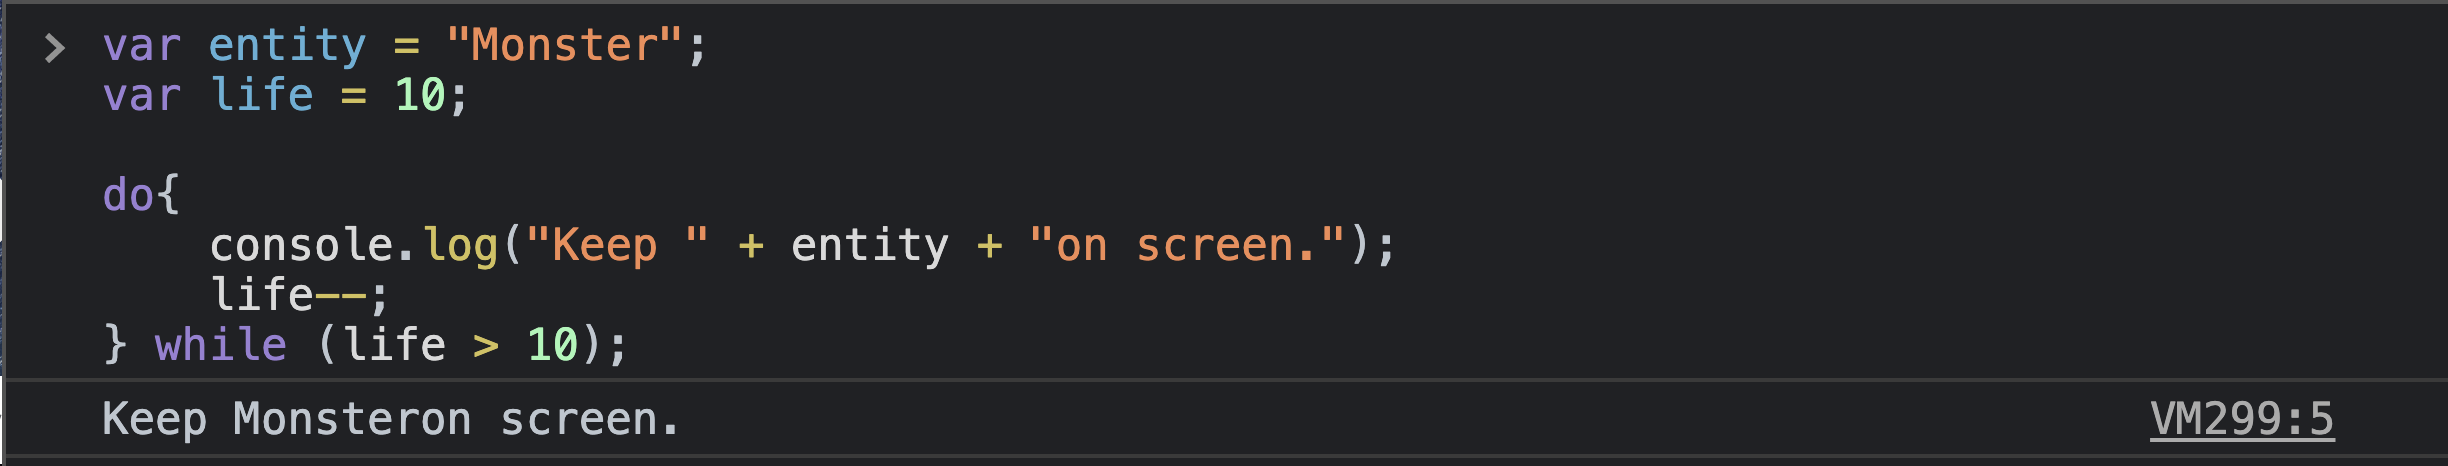 > var entity = "Monster";
var life = 10;
do{
console.log("Keep " + entity + "on screen.");
life--;
} while (life > 10);
Keep Monsteron screen. VM299:5